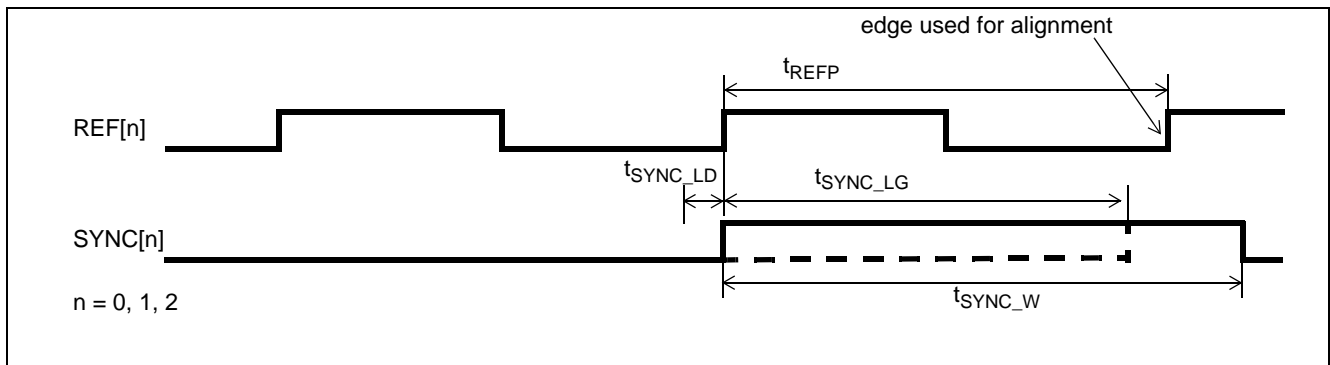 edge used for alignment
tREFP
REF[n]
tSYNC_LD
tSYNC_LG
SYNC[n]
tSYNC_W
n = 0, 1, 2